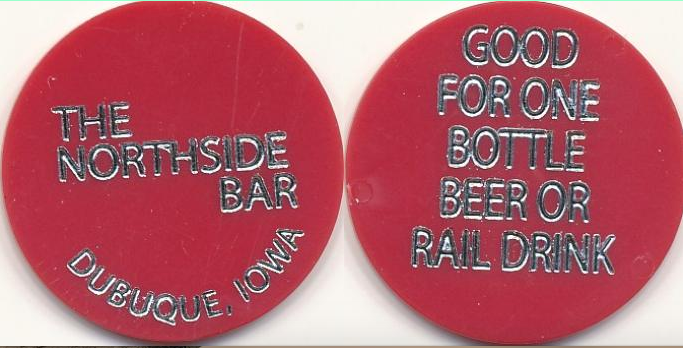 THE
NORTHSIDE
BAR
DUBUQUE, IOWA
GOOD
FOR ONE
BOTTLE
BEER OR
RAIL DRINK